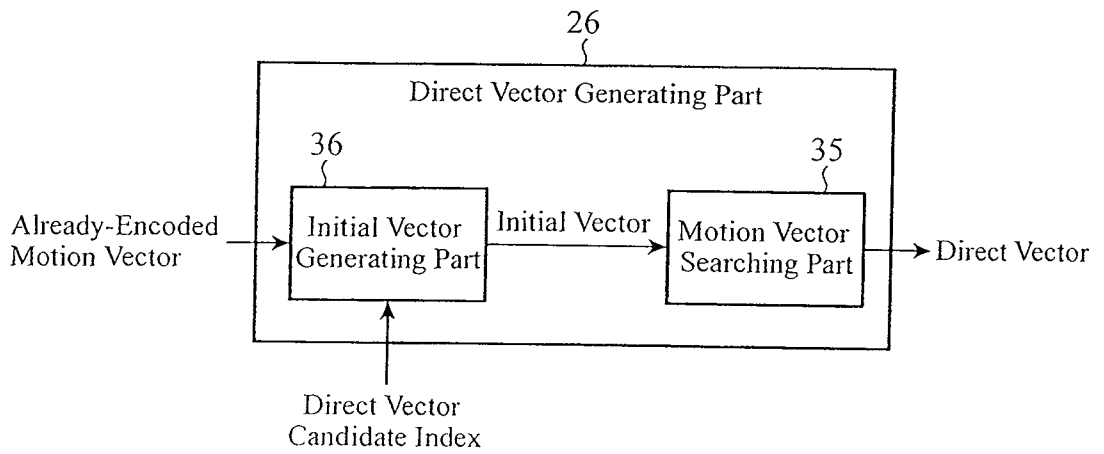 26
Direct Vector Generating Part
36
35
Already-Encoded
Motion Vector
Initial Vector
Generating Part
Initial Vector
Motion Vector
Searching Part
Direct Vector
Direct Vector
Candidate Index